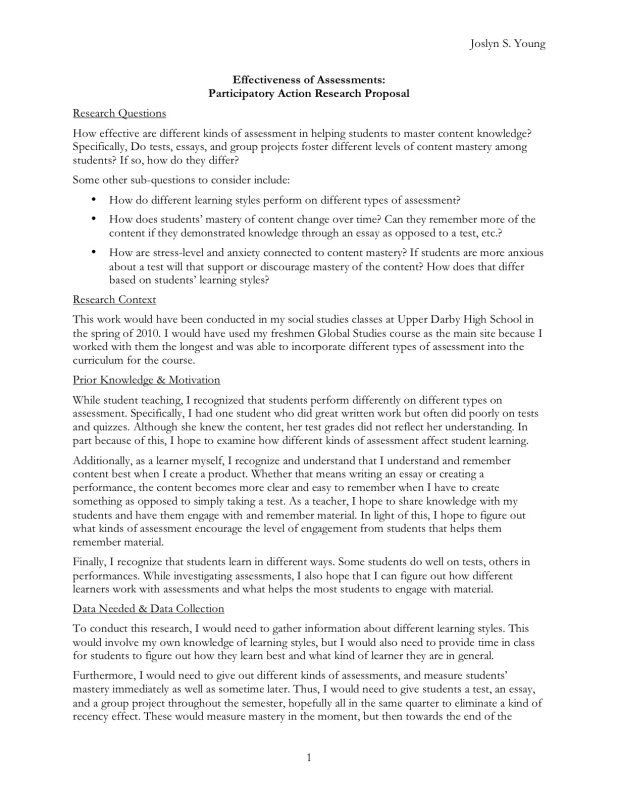 Joslyn S. Young
Effectiveness of Assessments:
Participatory Action Research Proposal
Research Questions
How effective are different kinds of assessment in helping students to master content knowledge?
Specifically, Do tests, essays, and group projects foster different levels of content mastery among
students? If so, how do they differ?
Some other sub-questions to consider include:
• How do different learning styles perform on different types of assessment?
• How does students' mastery of content change over time? Can they remember more of the
content if they demonstrated knowledge through an essay as opposed to a test, etc.?
• How are stress-level and anxiety connected to content mastery? If students are more anxious
about a test will that support or discourage mastery of the content? How does that differ
based on students' learning styles?
Research Context
This work would have been conducted in my social studies classes at Upper Darby High School in
the spring of 2010. I would have used my freshmen Global Studies course as the main site because I
worked with them the longest and was able to incorporate different types of assessment into the
curriculum for the course.
Prior Knowledge & Motivation
While student teaching, I recognized that students perform differently on different types on
assessment. Specifically, I had one student who did great written work but often did poorly on tests
and quizzes. Although she knew the content, her test grades did not reflect her understanding. In
part because of this, I hope to examine how different kinds of assessment affect student learning.
Additionally, as a learner myself, I recognize and understand that I understand and remember
content best when I create a product. Whether that means writing an essay or creating a
performance, the content becomes more clear and easy to remember when I have to create
something as opposed to simply taking a test. As a teacher, I hope to share knowledge with my
students and have them engage with and remember material. In light of this, I hope to figure out
what kinds of assessment encourage the level of engagement from students that helps them
remember material.
Finally, I recognize that students learn in different ways. Some students do well on tests, others in
performances. While investigating assessments, I also hope that I can figure out how different
learners work with assessments and what helps the most students to engage with material.
Data Needed & Data Collection
To conduct this research, I would need to gather information about different learning styles. This
would involve my own knowledge of learning styles, but I would also need to provide time in class
for students to figure out how they learn best and what kind of learner they are in general.
Furthermore, I would need to give out different kinds of assessments, and measure students'
mastery immediately as well as sometime later. Thus, I would need to give students a test, an essay,
and a group project throughout the semester, hopefully all in the same quarter to eliminate a kind of
recency effect. These would measure mastery in the moment, but then towards the end of the
1